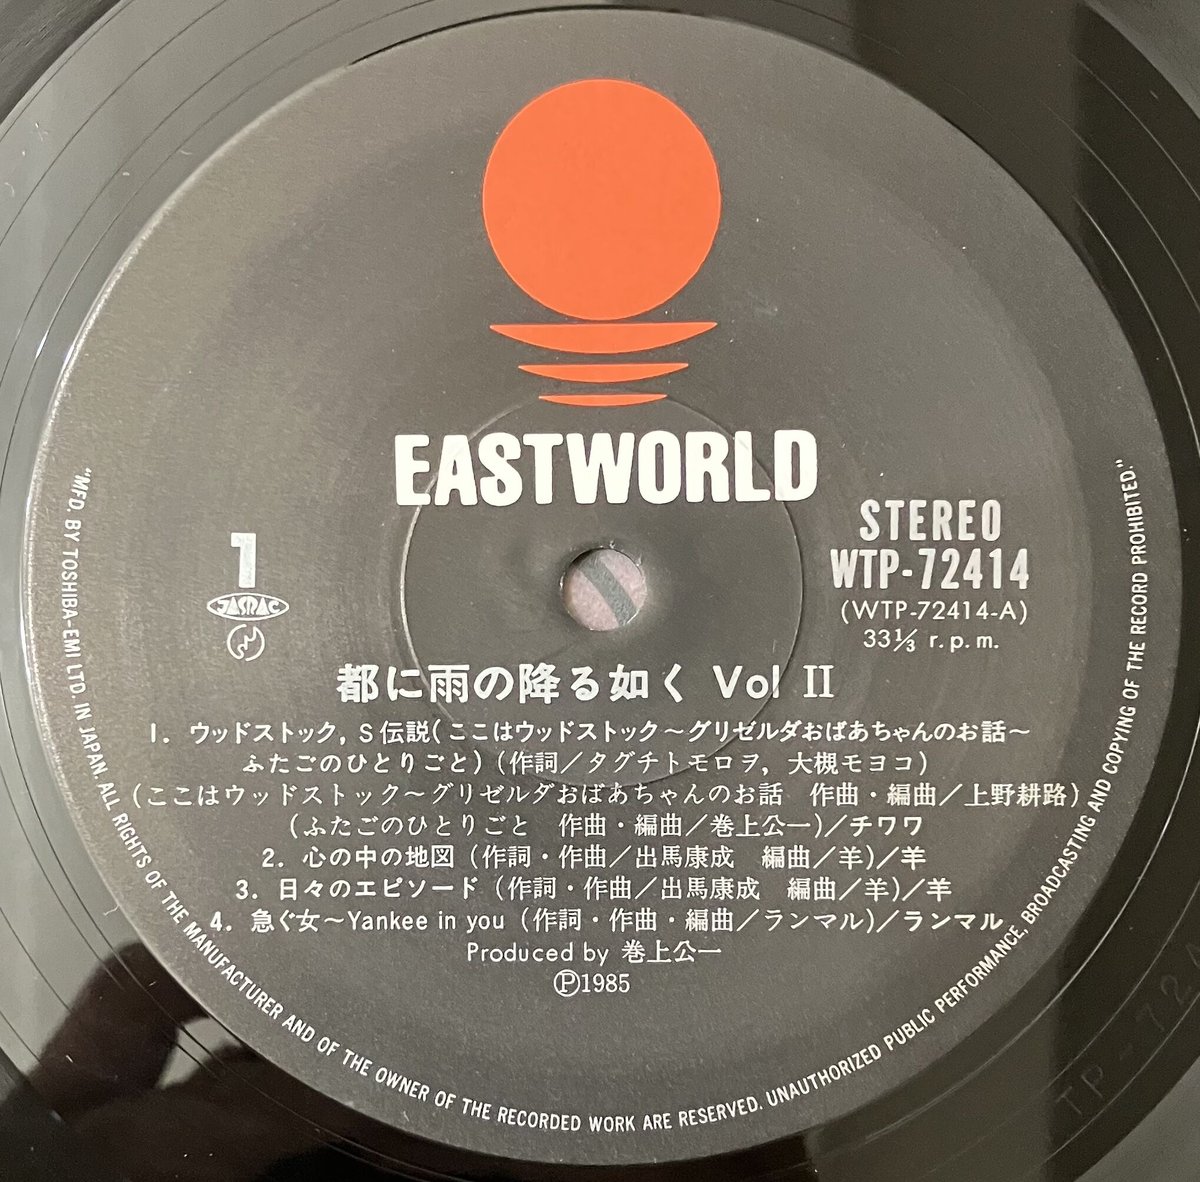 EASTWORLD
STEREO
WTP-72414
(WTP-72414-A)
33⅓ r.p.m.
1
JASRAC
都に雨の降る如く Vol II
1. ウッドストック, S伝説(ここはウッドストック～グリゼルダおばあちゃんのお話～
ふたごのひとりごと)(作詞／タグチトモロヲ, 大槻モヨコ)
(ここはウッドストック～グリゼルダおばあちゃんのお話 作曲・編曲／上野耕路)
(ふたごのひとりごと 作曲・編曲／巻上公一)／チワワ
2. 心の中の地図 (作詞・作曲／出馬康成 編曲／羊)／羊
3. 日々のエピソード (作詞・作曲／出馬康成 編曲／羊)／羊
4. 急ぐ女～Yankee in you (作詞・作曲・編曲／ランマル)／ランマル
Produced by 巻上公一
Ⓟ1985
"MFD. BY TOSHIBA-EMI LTD. IN JAPAN. ALL RIGHTS OF THE MANUFACTURER AND OF THE OWNER OF THE RECORDED WORK ARE RESERVED. UNAUTHORIZED PUBLIC PERFORMANCE, BROADCASTING AND COPYING OF THE RECORD PROHIBITED."